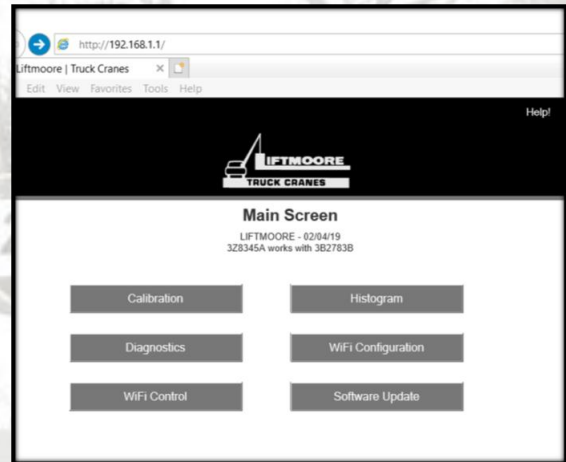 http://192.168.1.1/
Liftmoore | Truck Cranes
Edit View Favorites Tools Help
Help!
LIFTMOORE
TRUCK CRANES
Main Screen
LIFTMOORE - 02/04/19
3Z8345A works with 3B2783B
Calibration
Histogram
Diagnostics
WiFi Configuration
WiFi Control
Software Update